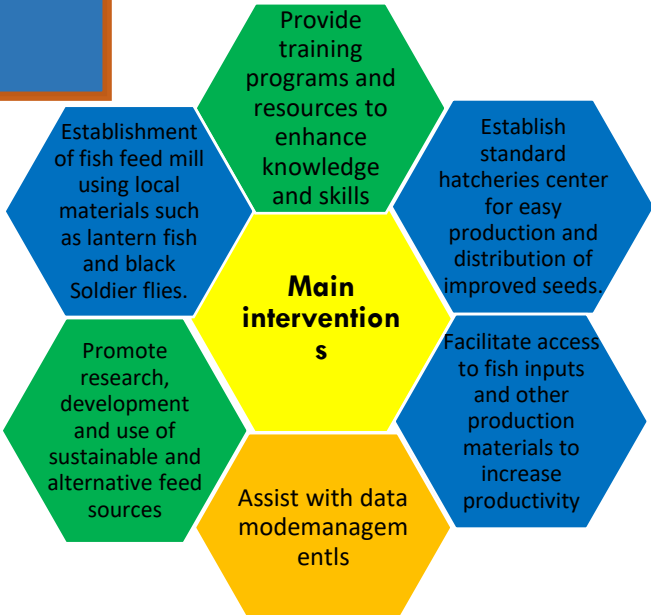 Provide
training
programs and
resources to
enhance
knowledge
and skills
Establishment
of fish feed mill
using local
materials such
as lantern fish
and black
Soldier flies.
Establish
standard
hatcheries center
for easy
production and
distribution of
improved seeds.
Main
intervention
s
Promote
research,
development
and use of
sustainable and
alternative feed
sources
Facilitate access
to fish inputs
and other
production
materials to
increase
productivity
Assist with data
modemanagem
entls